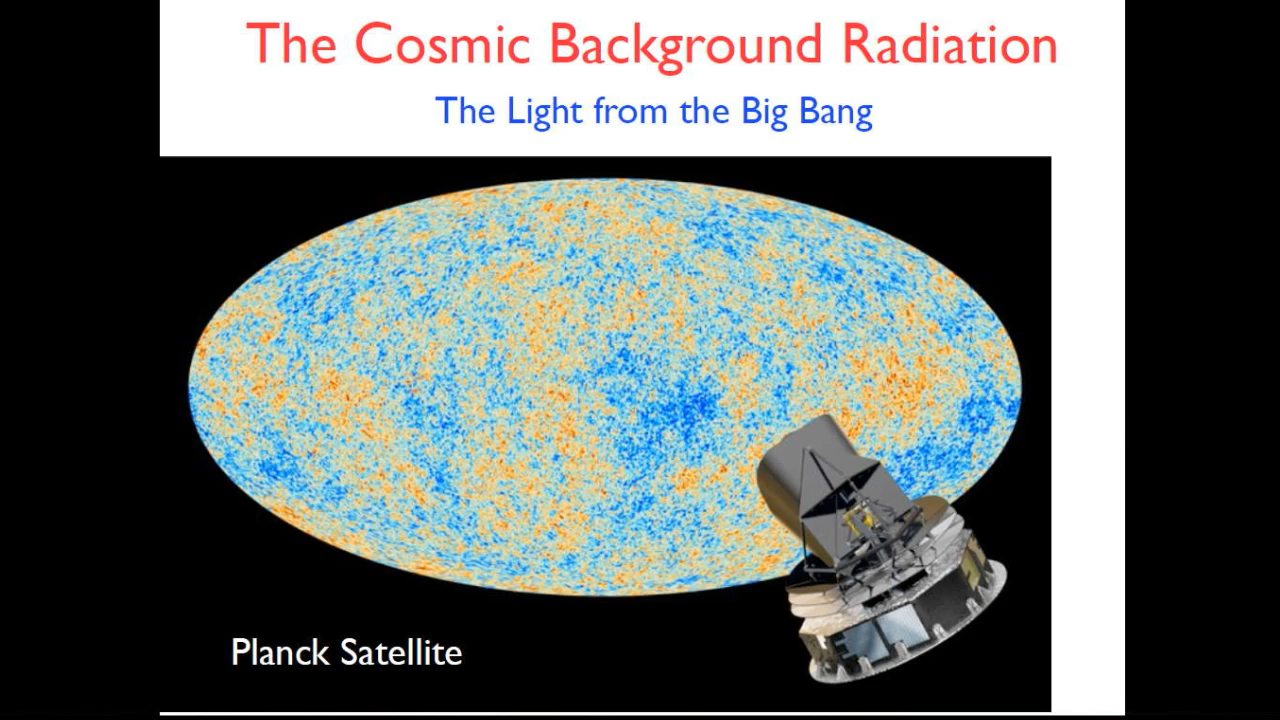 The Cosmic Background Radiation
The Light from the Big Bang
Planck Satellite